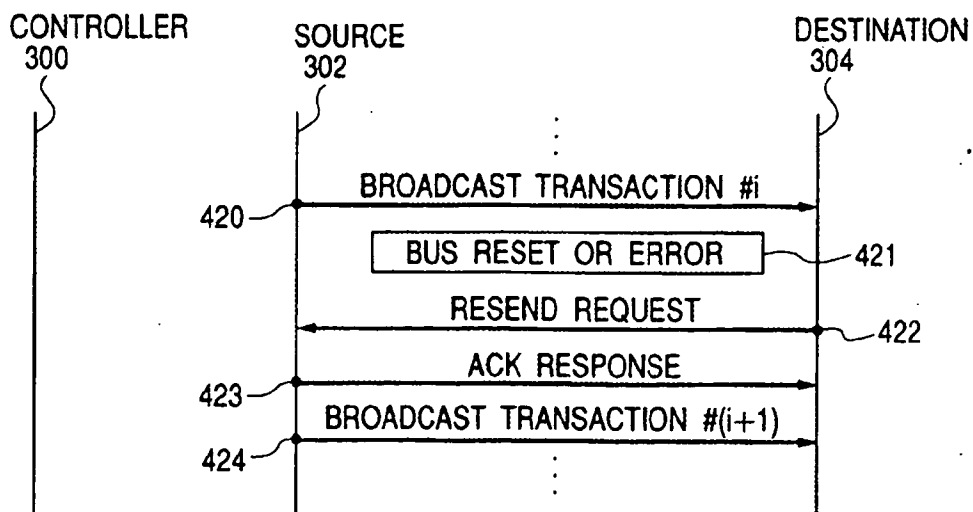 CONTROLLER
300
SOURCE
302
DESTINATION
304
BROADCAST TRANSACTION #i
420
BUS RESET OR ERROR
421
RESEND REQUEST
422
ACK RESPONSE
423
BROADCAST TRANSACTION #(i+1)
424